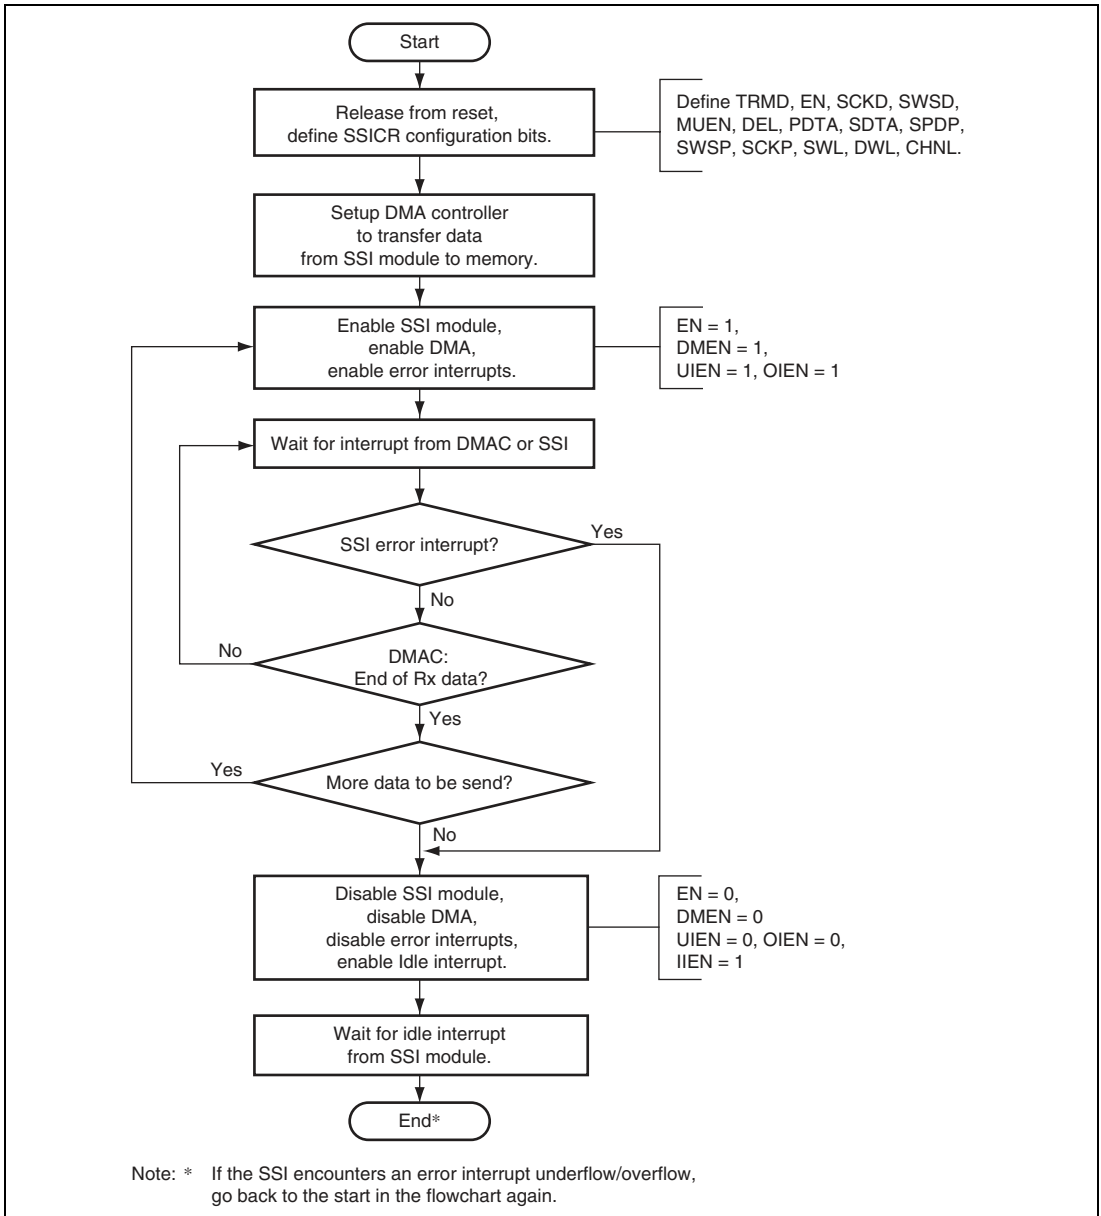 Start
Release from reset,
define SSICR configuration bits.
Define TRMD, EN, SCKD, SWSD,
MUEN, DEL, PDTA, SDTA, SPDP,
SWSP, SCKP, SWL, DWL, CHNL.
Setup DMA controller
to transfer data
from SSI module to memory.
Enable SSI module,
enable DMA,
enable error interrupts.
EN = 1,
DMEN = 1,
UIEN = 1, OIEN = 1
Wait for interrupt from DMAC or SSI
SSI error interrupt?
Yes
No
DMAC:
End of Rx data?
No
Yes
More data to be send?
Yes
No
Disable SSI module,
disable DMA,
disable error interrupts,
enable Idle interrupt.
EN = 0,
DMEN = 0
UIEN = 0, OIEN = 0,
IIEN = 1
Wait for idle interrupt
from SSI module.
End*
Note: * If the SSI encounters an error interrupt underflow/overflow,
go back to the start in the flowchart again.